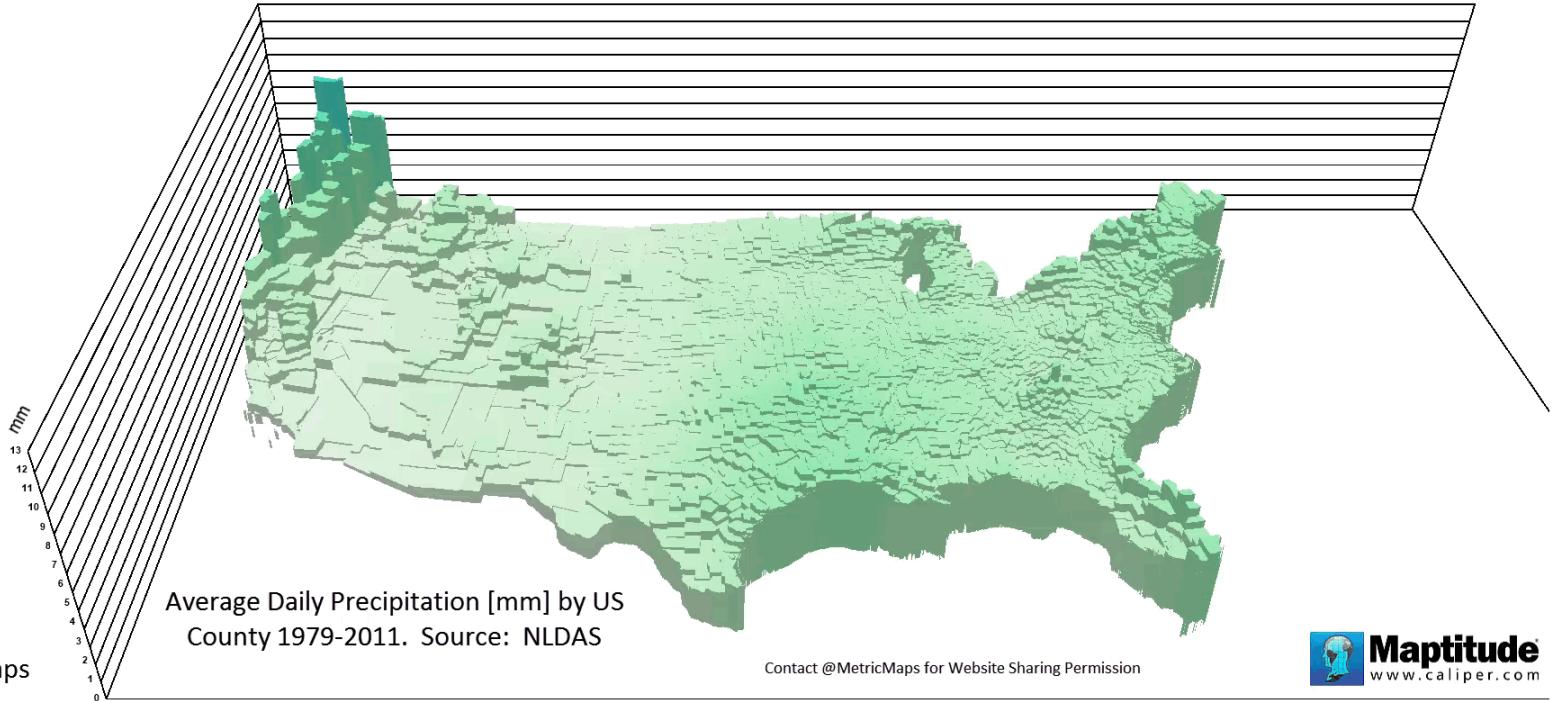 mm
13
12
11
10
9
8
7
6
5
4
3
2
1
0
Average Daily Precipitation [mm] by US
County 1979-2011. Source: NLDAS
aps
Contact @MetricMaps for Website Sharing Permission
Maptitude
www.caliper.com